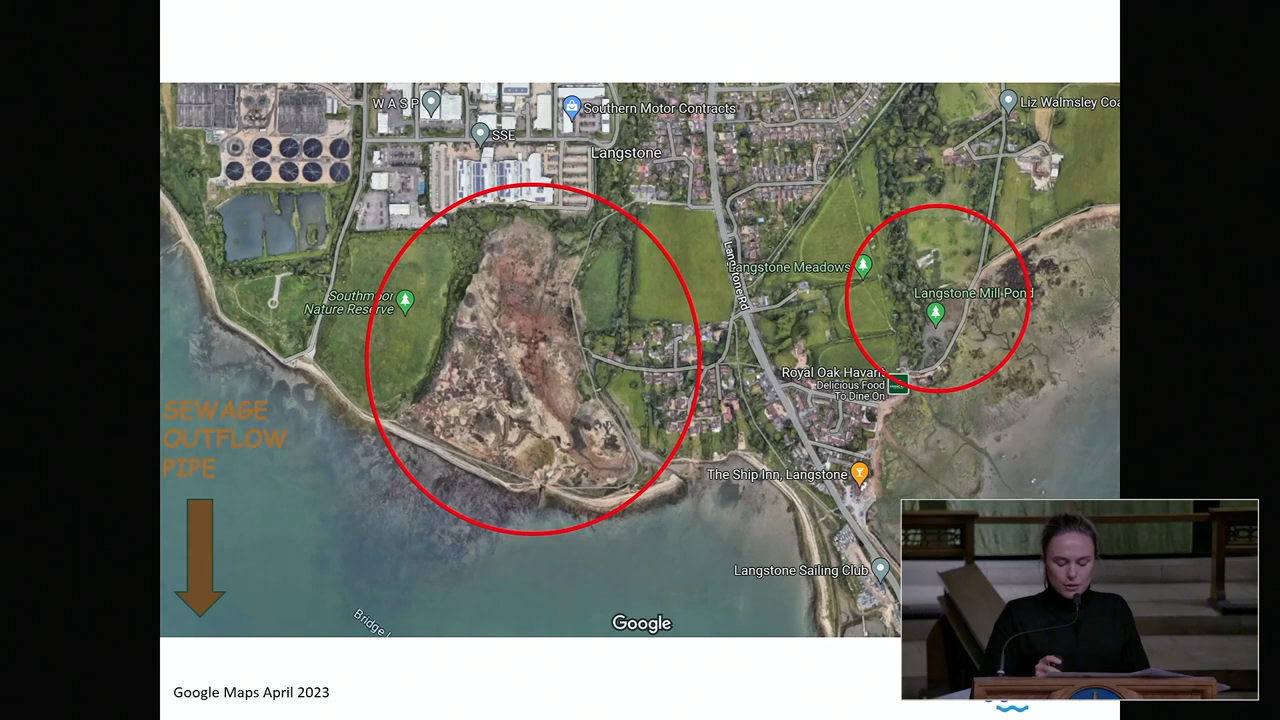 W A S P
Southern Motor Contracts
Liz Walmsley Coa
SSE
Langstone
Langstone Rd
Langstone Meadows
Southmoor
Nature Reserve
Langstone Mill Pond
Royal Oak Havant
Delicious Food
To Dine On
SEWAGE
OUTFLOW
PIPE
The Ship Inn, Langstone
Langstone Sailing Club
Bridge L
Google
Google Maps April 2023